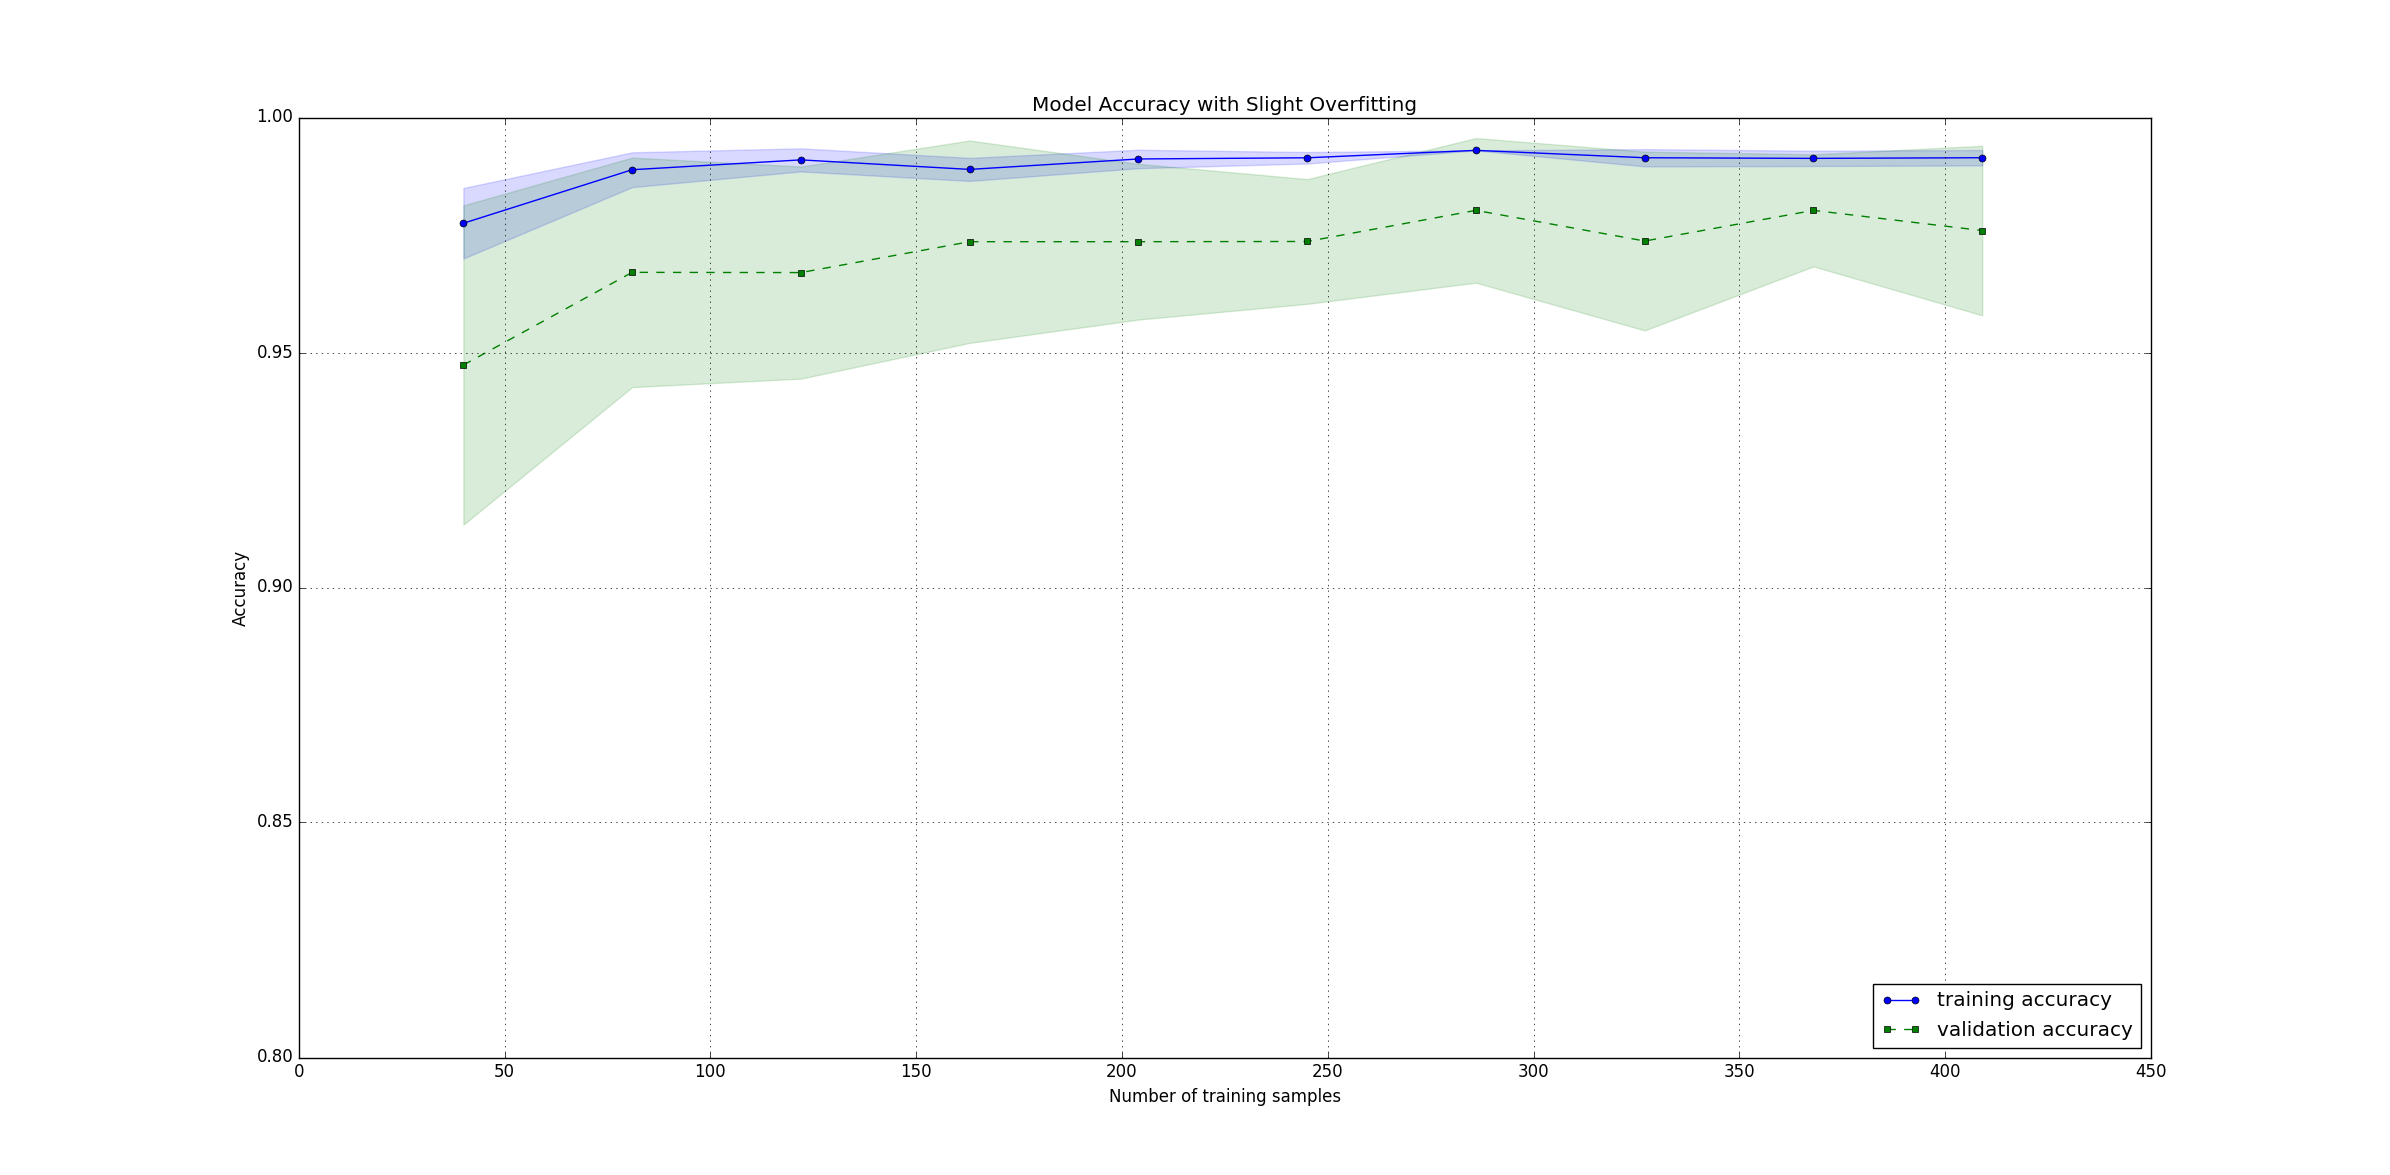 Model Accuracy with Slight Overfitting
1.00
0.95
0.90
0.85
0.80
Accuracy
0 50 100 150 200 250 300 350 400 450
Number of training samples
training accuracy
validation accuracy